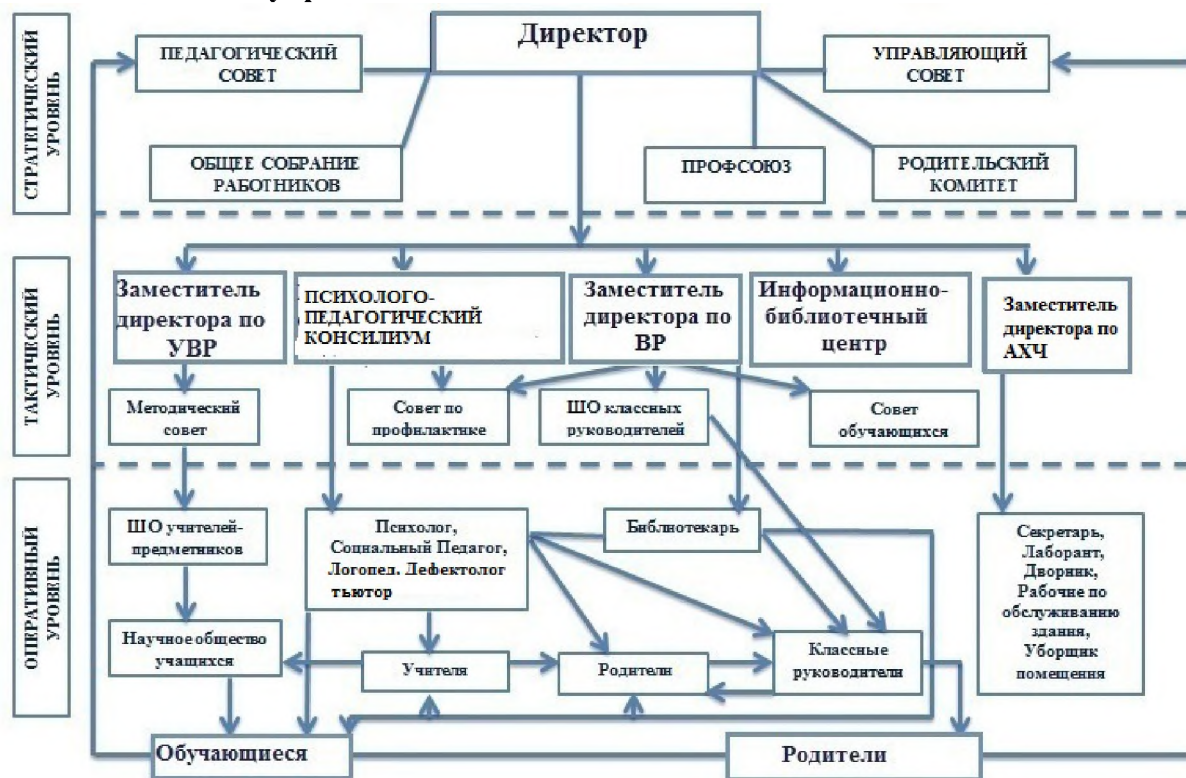 Директор
ПЕДАГОГИЧЕСКИЙ
СОВЕТ
УПРАВЛЯЮЩИЙ
СОВЕТ
СТРАТЕГИЧЕСКИЙ
УРОВЕНЬ
ОБЩЕЕ СОБРАНИЕ
РАБОТНИКОВ
ПРОФСОЮЗ
РОДИТЕЛЬСКИЙ
КОМИТЕТ
ТАКТИЧЕСКИЙ
УРОВЕНЬ
Заместитель
директора по
УВР
ПСИХОЛОГО-
ПЕДАГОГИЧЕСКИЙ
КОНСИЛИУМ
Заместитель
директора по
ВР
Информационно-
библиотечный
центр
Заместитель
директора по
АХЧ
Методический
совет
Совет по
профилактике
ШО классных
руководителей
Совет
обучающихся
ОПЕРАТИВНЫЙ
УРОВЕНЬ
ШО учителей-
предметников
Психолог,
Социальный Педагог,
Логопед. Дефектолог
тьютор
Библиотекарь
Секретарь,
Лаборант,
Дворник,
Рабочие по
обслуживанию
здания,
Уборщик
помещения
Научное общество
учащихся
Учителя
Родители
Классные
руководители
Обучающиеся
Родители